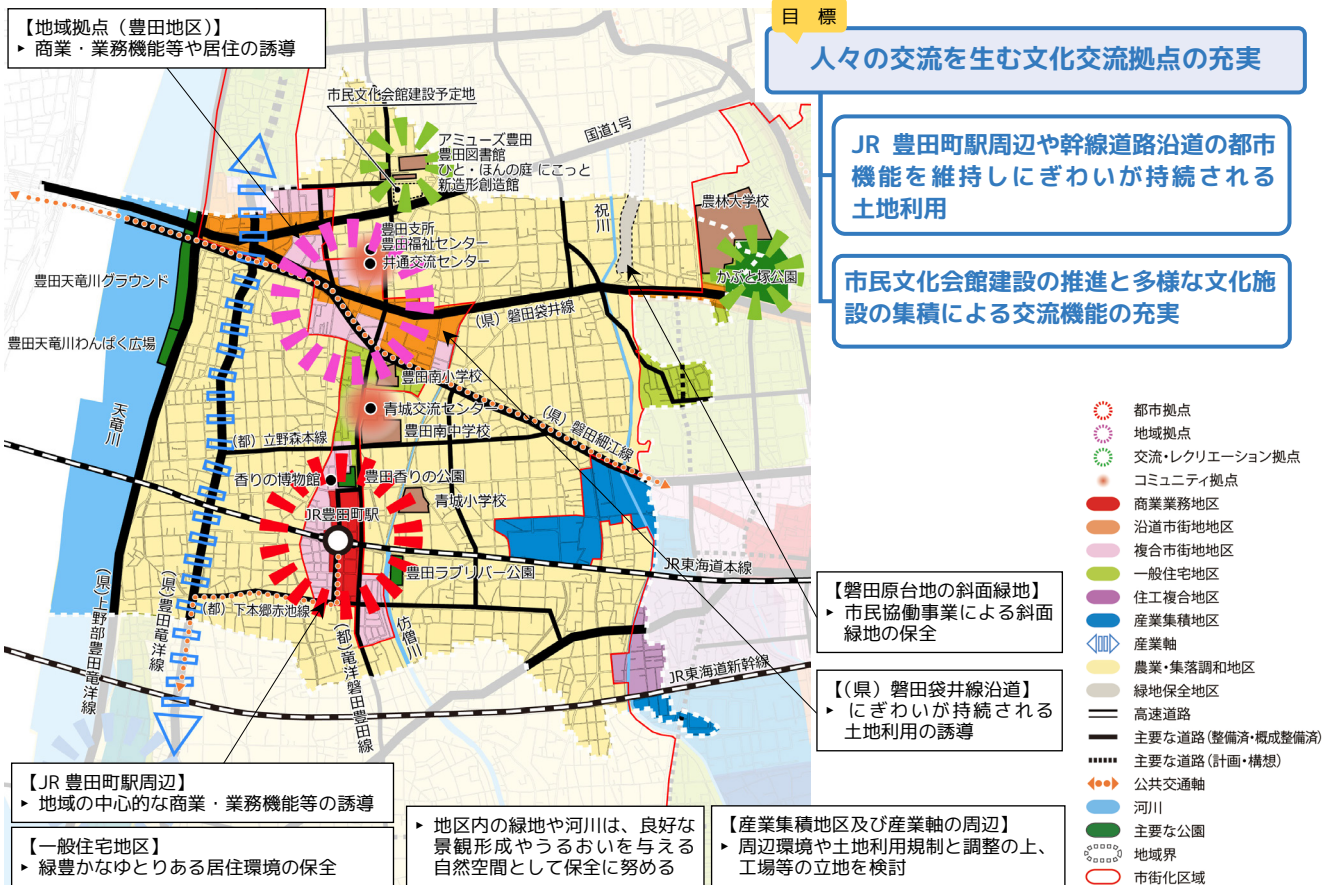 目 標
人々の交流を生む文化交流拠点の充実
JR 豊田町駅周辺や幹線道路沿道の都市
機能を維持しにぎわいが持続される
土地利用
市民文化会館建設の推進と多様な文化施
設の集積による交流機能の充実
【地域拠点（豊田地区）】
▸ 商業・業務機能等や居住の誘導
市民文化会館建設予定地
アミューズ豊田
豊田図書館
ひと・ほんの庭 にこっと
新造形創造館
国道1号
農林大学校
祝川
かぶと塚公園
豊田支所
豊田福祉センター
井通交流センター
豊田天竜川グラウンド
(県) 磐田袋井線
豊田天竜川わんぱく広場
豊田南小学校
青城交流センター
(県) 磐田細江線
天竜川
(都) 立野森本線
豊田南中学校
香りの博物館
豊田香りの公園
青城小学校
JR豊田町駅
JR東海道本線
豊田ラブリバー公園
(県) 上野部豊田竜洋線
(県) 豊田竜洋線
(都) 下本郷赤池線
(都) 竜洋磐田豊田線
仿僧川
JR東海道新幹線
【磐田原台地の斜面緑地】
▸ 市民協働事業による斜面
緑地の保全
【(県) 磐田袋井線沿道】
▸ にぎわいが持続される
土地利用の誘導
【JR 豊田町駅周辺】
▸ 地域の中心的な商業・業務機能等の誘導
【一般住宅地区】
▸ 緑豊かなゆとりある居住環境の保全
▸ 地区内の緑地や河川は、良好な
景観形成やうるおいを与える
自然空間として保全に努める
【産業集積地区及び産業軸の周辺】
▸ 周辺環境や土地利用規制と調整の上、
工場等の立地を検討
都市拠点
地域拠点
交流・レクリエーション拠点
コミュニティ拠点
商業業務地区
沿道市街地地区
複合市街地地区
一般住宅地区
住工複合地区
産業集積地区
産業軸
農業・集落調和地区
緑地保全地区
高速道路
主要な道路(整備済・概成整備済)
主要な道路(計画・構想)
公共交通軸
河川
主要な公園
地域界
市街化区域